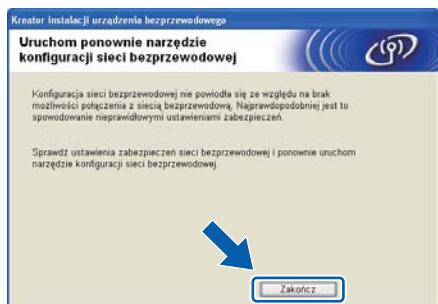 Kreator instalacji urządzenia bezprzewodowego
Uruchom ponownie narzędzie
konfiguracji sieci bezprzewodowej
Konfiguracja sieci bezprzewodowej nie powiodła się ze względu na brak
możliwości połączenia z siecią bezprzewodową. Najprawdopodobniej jest to
spowodowanie nieprawidłowymi ustawieniami zabezpieczeń.
Sprawdź ustawienia zabezpieczeń sieci bezprzewodowej i ponownie uruchom
narzędzie konfiguracji sieci bezprzewodowej.
Zakończ